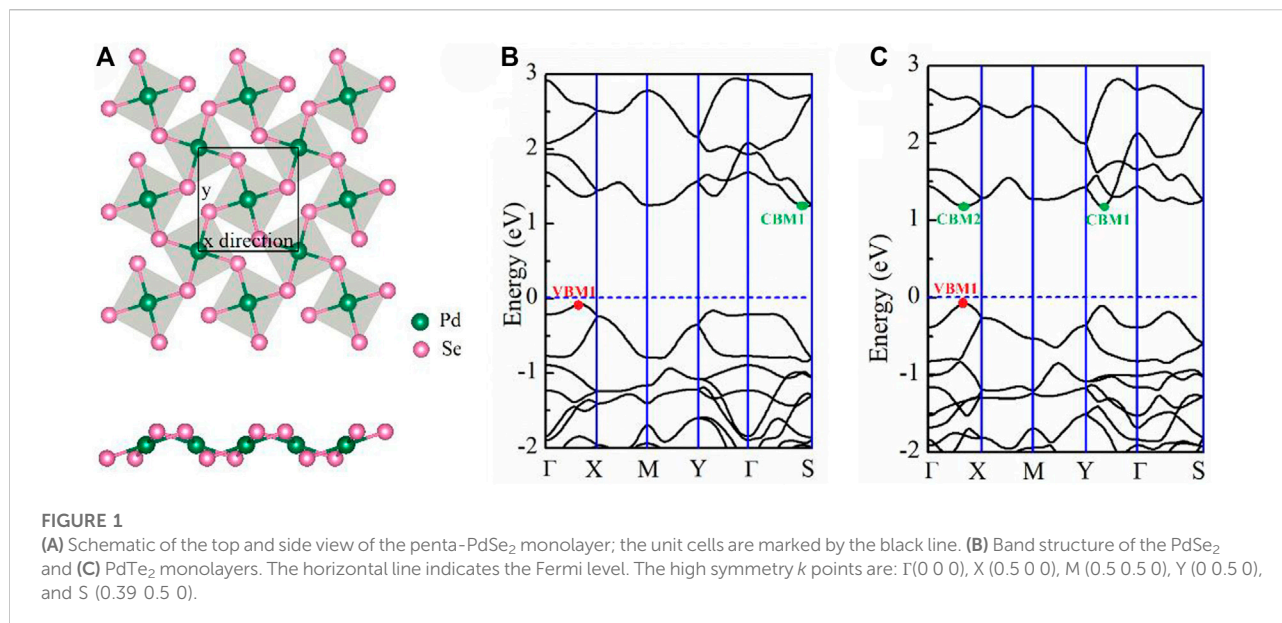 A
y
x direction
Pd
Se
B
3
2
1
0
-1
-2
Energy (eV)
VBM1
CBM1
Γ X M Y Γ S
C
3
2
1
0
-1
-2
Energy (eV)
CBM2
CBM1
VBM1
Γ X M Y Γ S
FIGURE 1
(A) Schematic of the top and side view of the penta-PdSe₂ monolayer; the unit cells are marked by the black line. (B) Band structure of the PdSe₂
and (C) PdTe₂ monolayers. The horizontal line indicates the Fermi level. The high symmetry k points are: Γ(0 0 0), X (0.5 0 0), M (0.5 0.5 0), Y (0 0.5 0),
and S (0.39 0.5 0).